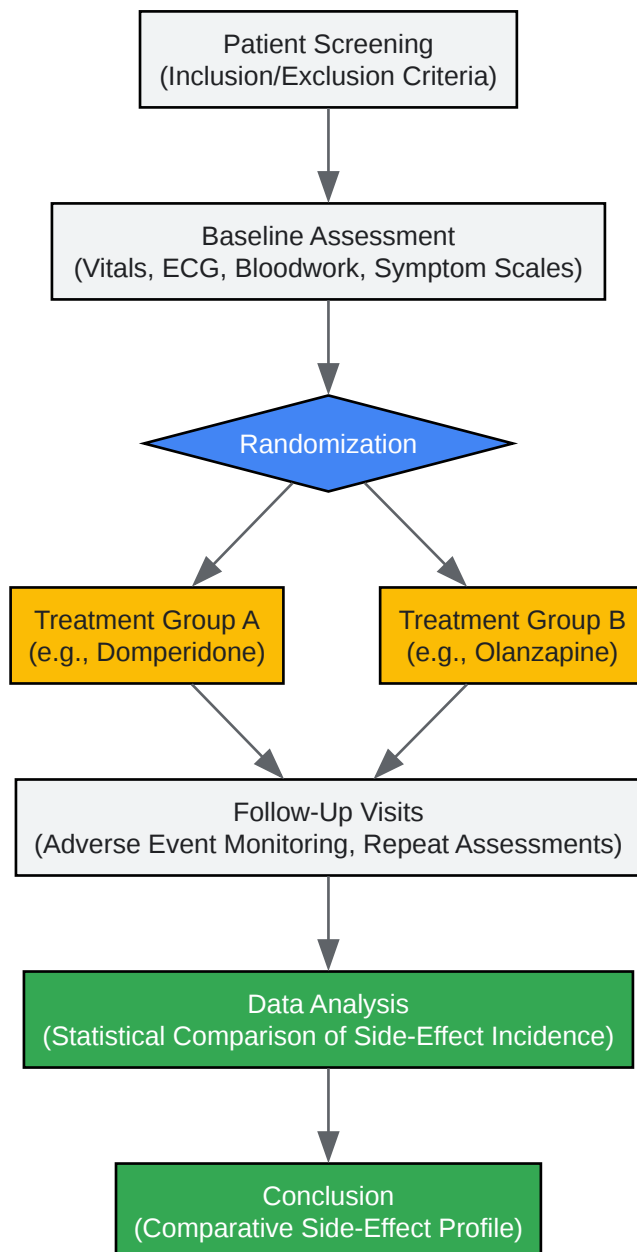 Patient Screening
(Inclusion/Exclusion Criteria)
Baseline Assessment
(Vitals, ECG, Bloodwork, Symptom Scales)
Randomization
Treatment Group A
(e.g., Domperidone)
Treatment Group B
(e.g., Olanzapine)
Follow-Up Visits
(Adverse Event Monitoring, Repeat Assessments)
Data Analysis
(Statistical Comparison of Side-Effect Incidence)
Conclusion
(Comparative Side-Effect Profile)